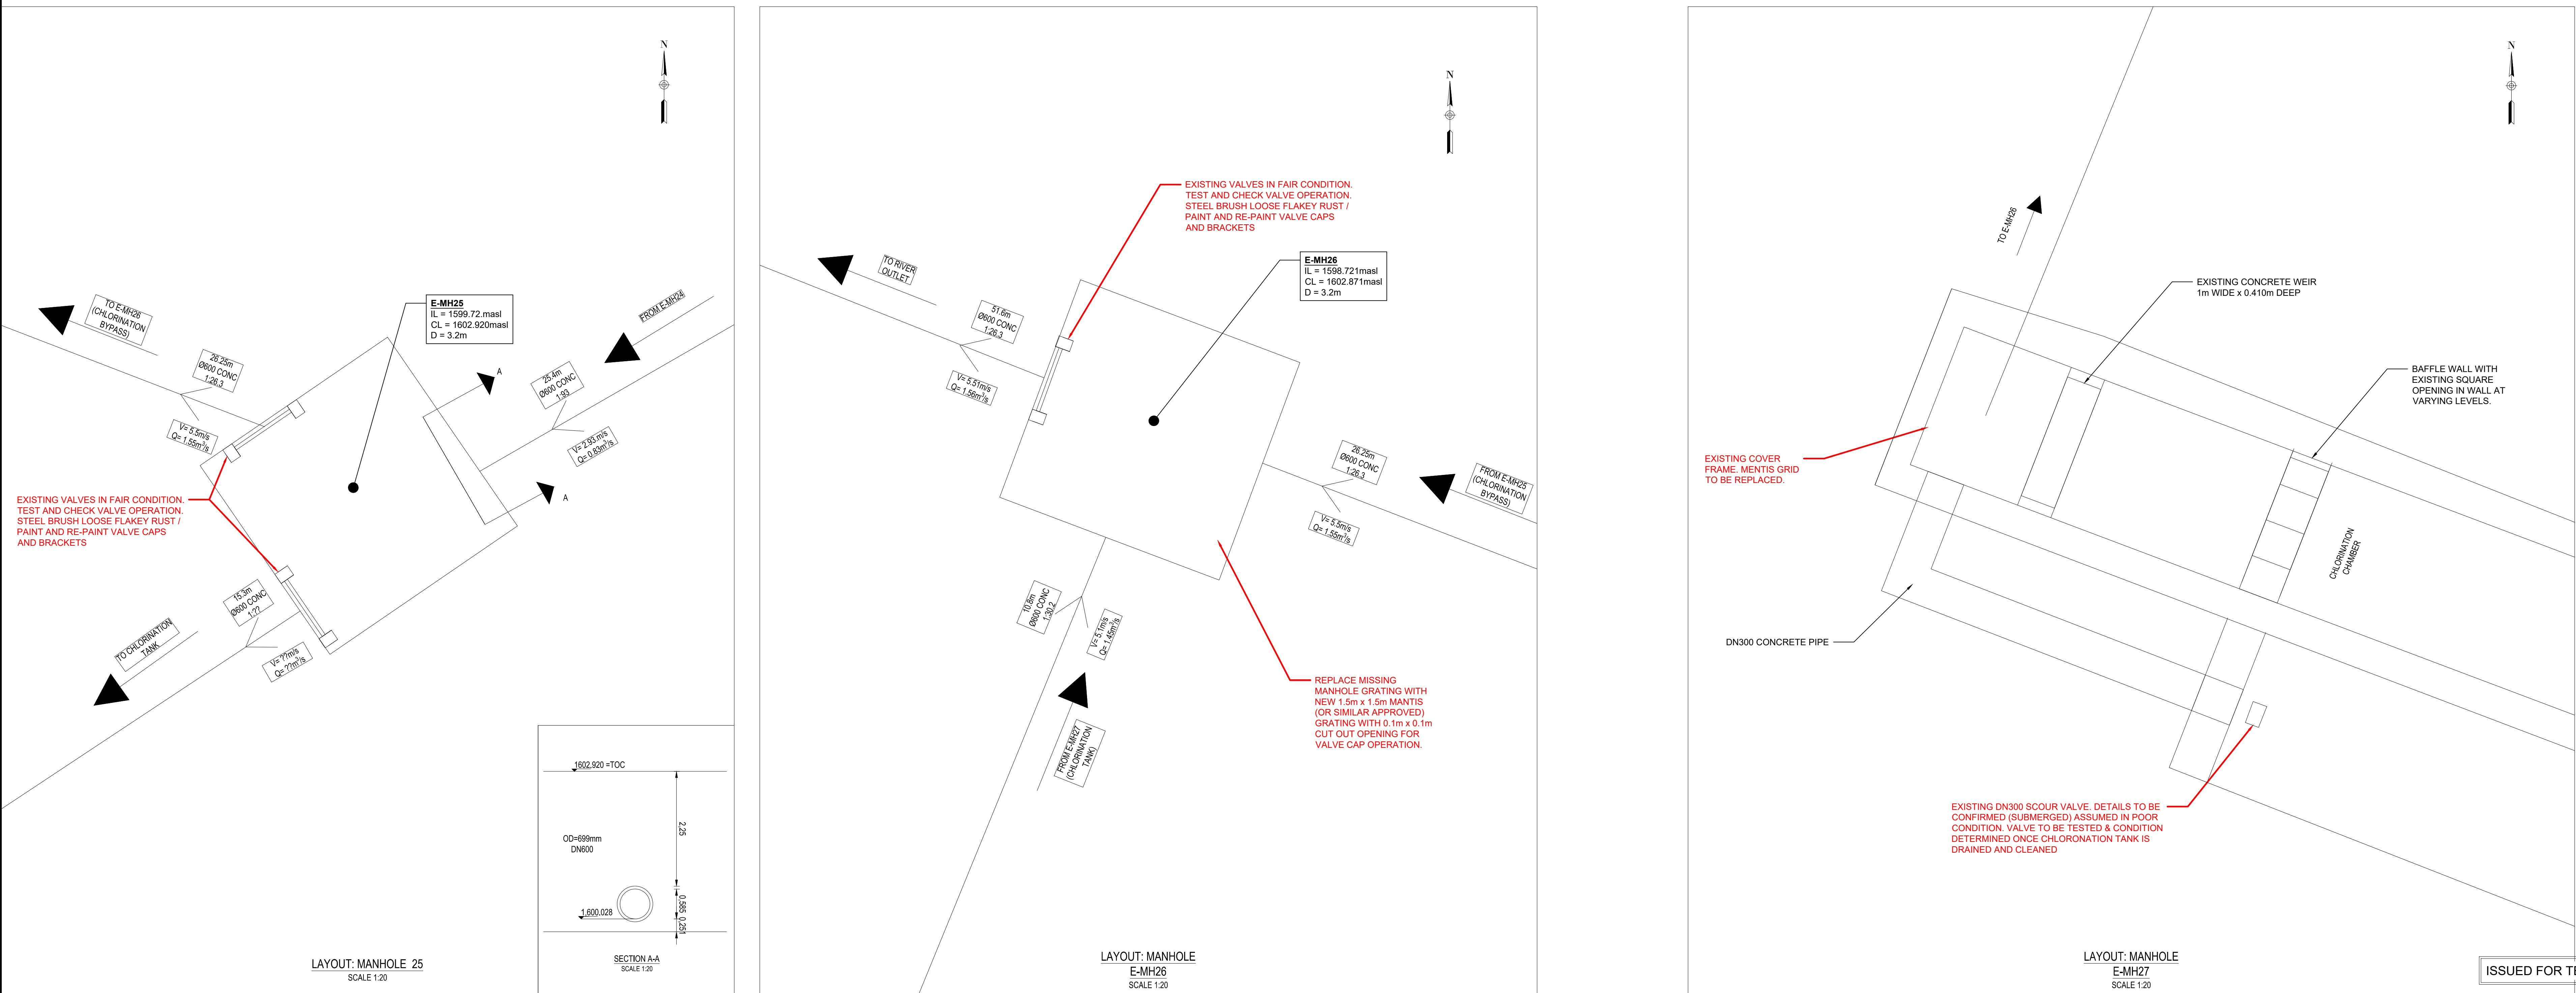 N
TO E-MH26
(CHLORINATION
BYPASS)
26.25m
Ø600 CONC
1:26.3
V= 5.5m/s
Q= 1.55m³/s
E-MH25
IL = 1599.72.masl
CL = 1602.920masl
D = 3.2m
FROM E-MH24
25.4m
Ø600 CONC
1:93
V= 2.93.m/s
Q= 0.83m³/s
A
A
EXISTING VALVES IN FAIR CONDITION.
TEST AND CHECK VALVE OPERATION.
STEEL BRUSH LOOSE FLAKEY RUST /
PAINT AND RE-PAINT VALVE CAPS
AND BRACKETS
15.3m
Ø600 CONC
1:??
V= ??m/s
Q= ??m³/s
TO CHLORINATION
TANK
1602.920 =TOC
2.25
OD=699mm
DN600
0.585
0.251
1.600.028
SECTION A-A
SCALE 1:20
LAYOUT: MANHOLE 25
SCALE 1:20
N
EXISTING VALVES IN FAIR CONDITION.
TEST AND CHECK VALVE OPERATION.
STEEL BRUSH LOOSE FLAKEY RUST /
PAINT AND RE-PAINT VALVE CAPS
AND BRACKETS
TO RIVER
OUTLET
51.6m
Ø600 CONC
1:26.3
V= 5.51m/s
Q= 1.56m³/s
E-MH26
IL = 1598.721masl
CL = 1602.871masl
D = 3.2m
26.25m
Ø600 CONC
1:26.3
V= 5.5m/s
Q= 1.55m³/s
FROM E-MH25
(CHLORINATION
BYPASS)
10.8m
Ø600 CONC
1:30.2
V= 5.1m/s
Q= 1.45m³/s
FROM E-MH27
(CHLORINATION
TANK)
REPLACE MISSING
MANHOLE GRATING WITH
NEW 1.5m x 1.5m MANTIS
(OR SIMILAR APPROVED)
GRATING WITH 0.1m x 0.1m
CUT OUT OPENING FOR
VALVE CAP OPERATION.
LAYOUT: MANHOLE
E-MH26
SCALE 1:20
N
TO E-MH26
EXISTING CONCRETE WEIR
1m WIDE x 0.410m DEEP
BAFFLE WALL WITH
EXISTING SQUARE
OPENING IN WALL AT
VARYING LEVELS.
EXISTING COVER
FRAME. MENTIS GRID
TO BE REPLACED.
CHLORINATION
CHAMBER
DN300 CONCRETE PIPE
EXISTING DN300 SCOUR VALVE. DETAILS TO BE
CONFIRMED (SUBMERGED) ASSUMED IN POOR
CONDITION. VALVE TO BE TESTED & CONDITION
DETERMINED ONCE CHLORONATION TANK IS
DRAINED AND CLEANED
LAYOUT: MANHOLE
E-MH27
SCALE 1:20
ISSUED FOR